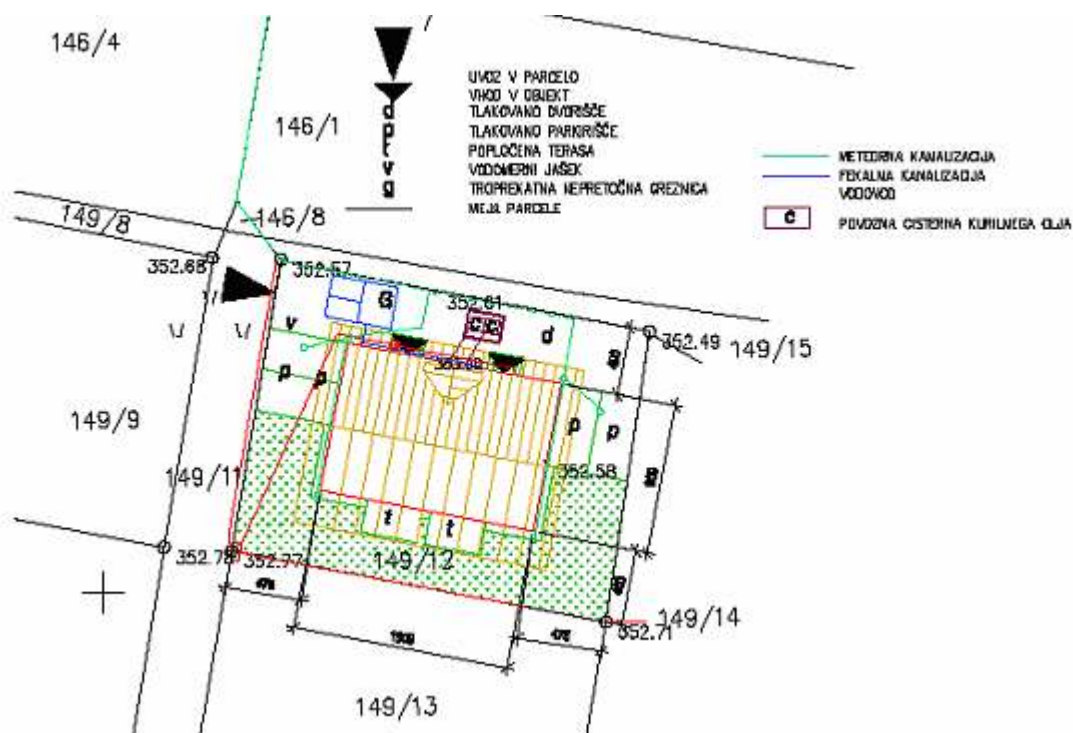 146/4
146/1
UVOZ V PARCELO
VHOD V OBJEKT
d TLAKOVANO DVORIŠČE
p TLAKOVANO PARKIRIŠČE
t POPLOČENA TERASA
v VODOMERNI JAŠEK
g TROPREKATNA NEPRETOČNA GREZNICA
MEJA PARCELE
METEORNA KANALIZACIJA
FEKALNA KANALIZACIJA
VODOVOD
C POVOZNA CISTERNA KURILNEGA OLJA
149/8
146/8
352.68
352.57
G
352.61
C C
d
v
352.49
149/15
p p
p p
149/9
149/11
352.58
t t
149/12
352.77
149/14
352.71
149/13